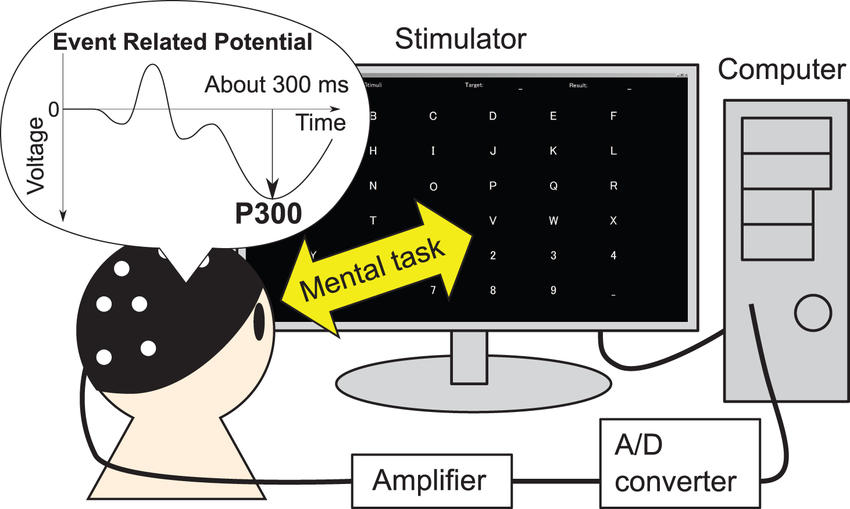 Event Related Potential
Stimulator
Computer
About 300 ms
0
Time
Voltage
P300
Stimuli Target: _ Result: _
B C D E F
H I J K L
N O P Q R
T V W X
Y 2 3 4
7 8 9 _
Mental task
Amplifier
A/D
converter